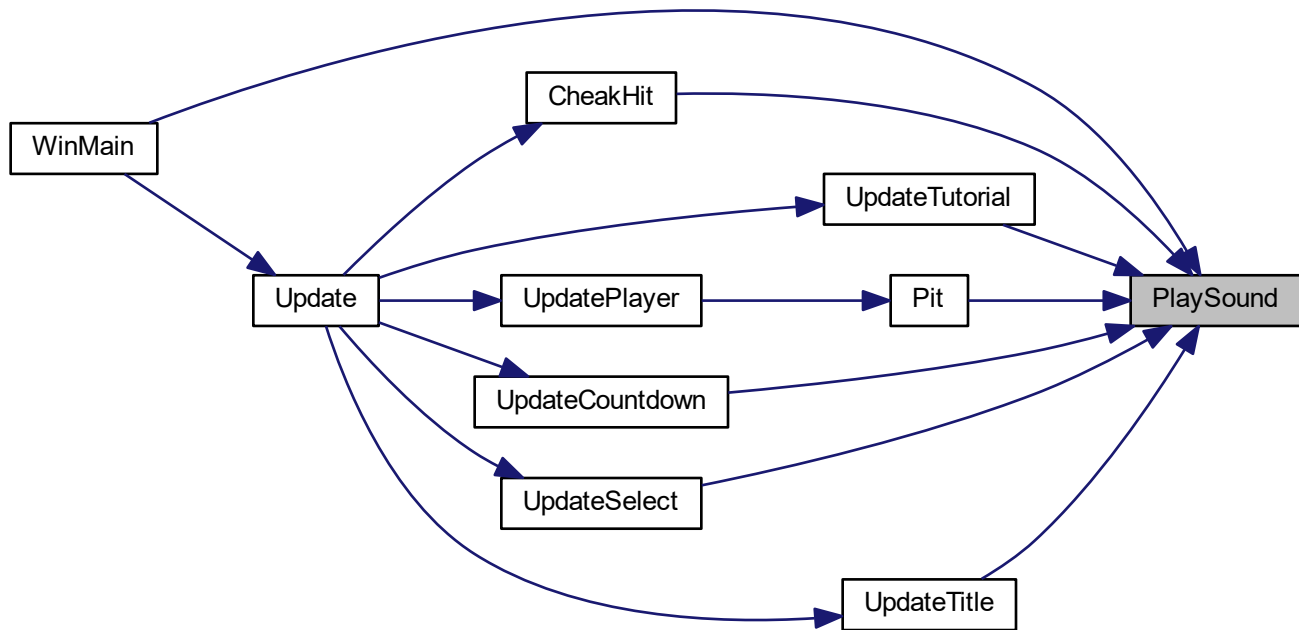 CheakHit
WinMain
UpdateTutorial
Update
UpdatePlayer
Pit
PlaySound
UpdateCountdown
UpdateSelect
UpdateTitle